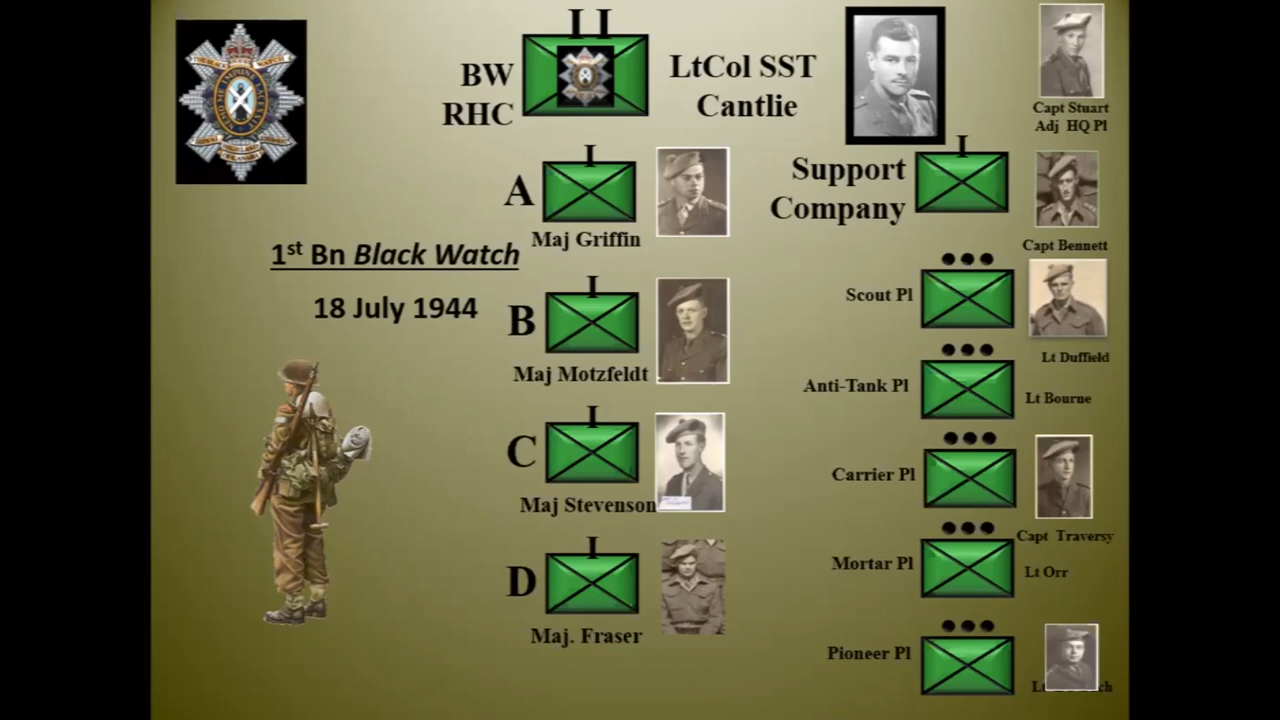 BW
RHC
LtCol SST
Cantlie
Capt Stuart
Adj HQ Pl
A
Maj Griffin
Support
Company
Capt Bennett
1st Bn Black Watch
18 July 1944
B
Maj Motzfeldt
Scout Pl
Lt Duffield
Anti-Tank Pl
Lt Bourne
C
Maj Stevenson
Carrier Pl
Capt Traversy
D
Maj. Fraser
Mortar Pl
Lt Orr
Pioneer Pl